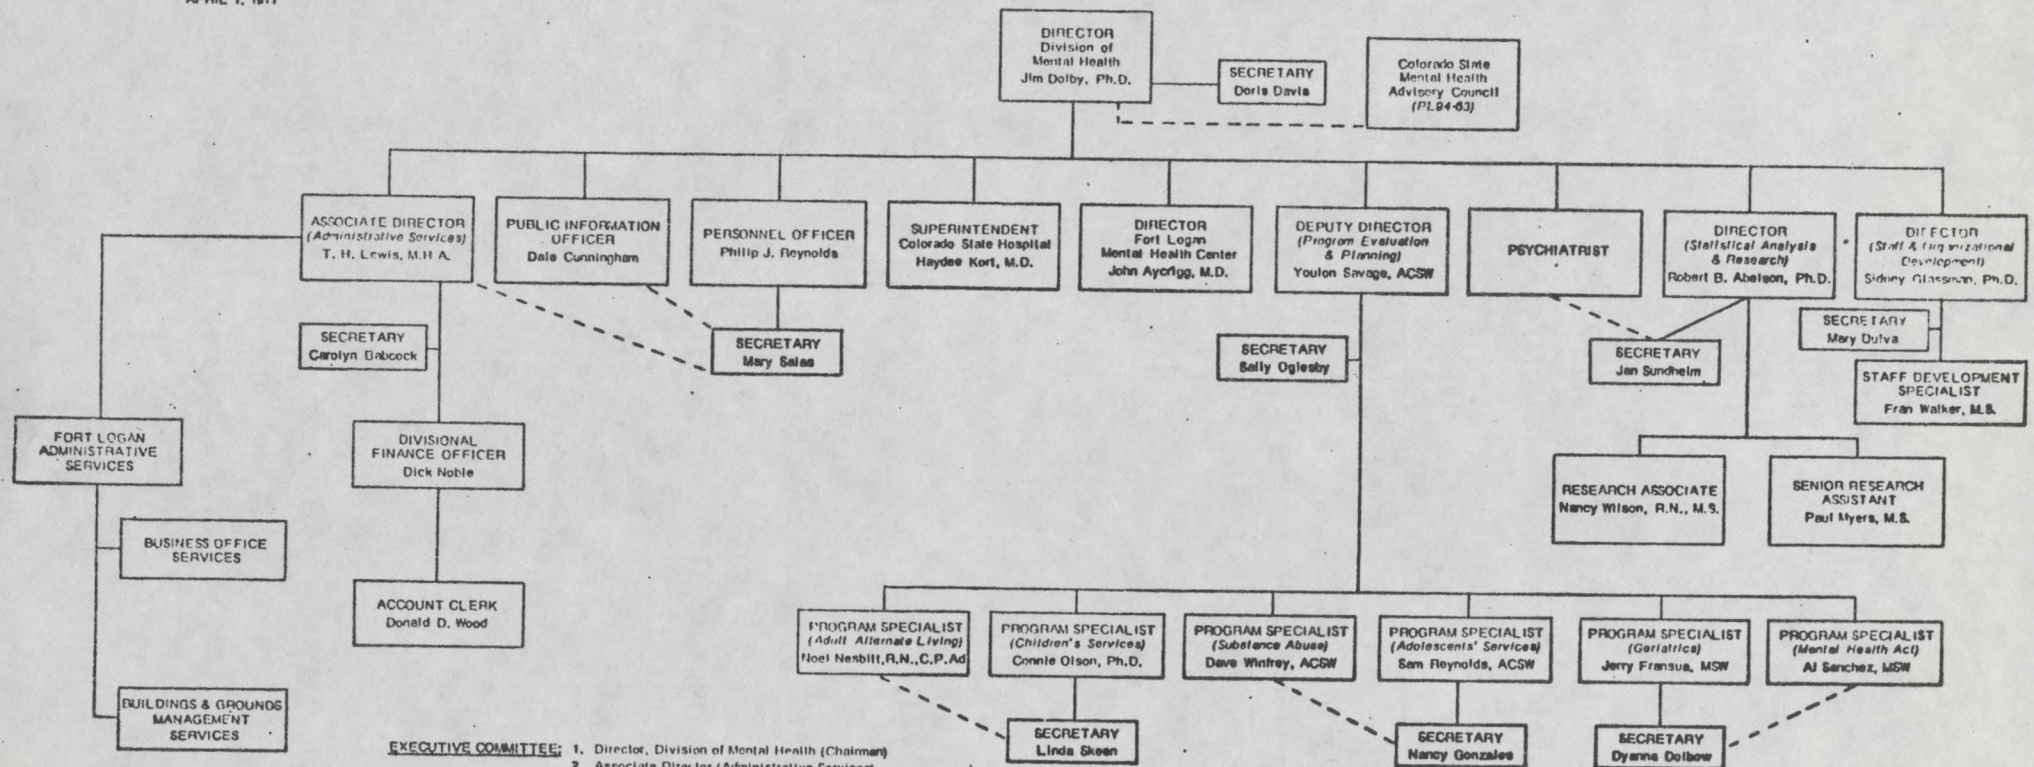 APRIL 1, 1977
DIRECTOR
Division of
Mental Health
Jim Dolby, Ph.D.
SECRETARY
Doris Davis
Colorado State
Mental Health
Advisory Council
(PL94-63)
ASSOCIATE DIRECTOR
(Administrative Services)
T. H. Lewis, M.H.A.
PUBLIC INFORMATION
OFFICER
Dale Cunningham
PERSONNEL OFFICER
Philip J. Reynolds
SUPERINTENDENT
Colorado State Hospital
Haydee Kort, M.D.
DIRECTOR
Fort Logan
Mental Health Center
John Aycrigg, M.D.
DEPUTY DIRECTOR
(Program Evaluation
& Planning)
Youlon Savage, ACSW
PSYCHIATRIST
DIRECTOR
(Statistical Analysis
& Research)
Robert B. Abelson, Ph.D.
DIRECTOR
(Staff & Organizational
Development)
Sidney Glassman, Ph.D.
SECRETARY
Carolyn Babcock
SECRETARY
Mary Salas
SECRETARY
Sally Oglesby
SECRETARY
Jan Sundheim
SECRETARY
Mary
STAFF DEVELOPMENT
SPECIALIST
Fran Walker, M.S.
FORT LOGAN
ADMINISTRATIVE
SERVICES
DIVISIONAL
FINANCE OFFICER
Dick Noble
RESEARCH ASSOCIATE
Nancy Wilson, R.N., M.S.
SENIOR RESEARCH
ASSISTANT
Paul Myers, M.S.
BUSINESS OFFICE
SERVICES
ACCOUNT CLERK
Donald D. Wood
PROGRAM SPECIALIST
(Adult Alternate Living)
Noel Nesbitt,R.N.,C.P.Ad
PROGRAM SPECIALIST
(Children's Services)
Connie Olson, Ph.D.
PROGRAM SPECIALIST
(Substance Abuse)
Dave Winfrey, ACSW
PROGRAM SPECIALIST
(Adolescents' Services)
Sam Reynolds, ACSW
PROGRAM SPECIALIST
(Geriatrics)
Jerry Fransua, MSW
PROGRAM SPECIALIST
(Mental Health Act)
Al Sanchez, MSW
BUILDINGS & GROUNDS
MANAGEMENT
SERVICES
SECRETARY
Linda Skeen
SECRETARY
Nancy Gonzales
SECRETARY
Dyanne Dolbow
EXECUTIVE COMMITTEE: 1. Director, Division of Mental Health (Chairman)
2. Associate Director (Administrative Services)